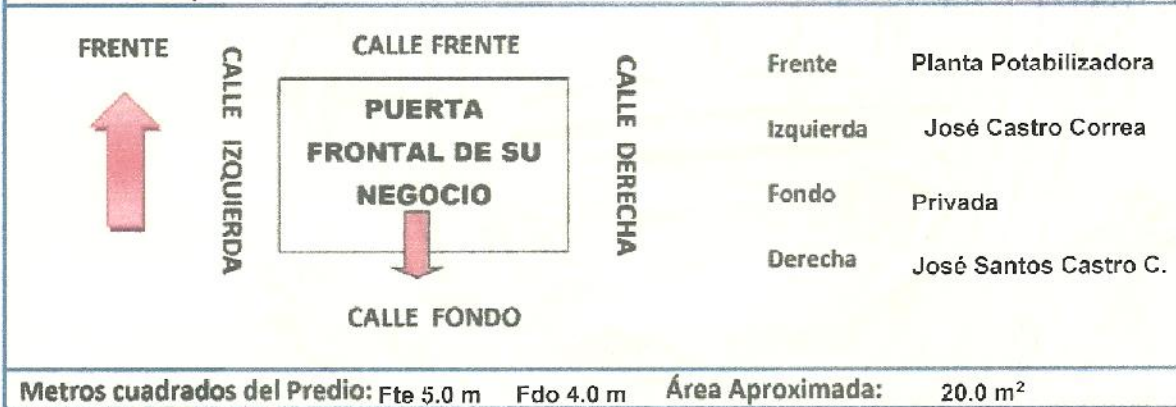 FRENTE
CALLE IZQUIERDA
CALLE FRENTE
PUERTA
FRONTAL DE SU
NEGOCIO
CALLE FONDO
CALLE DERECHA
Frente Planta Potabilizadora
Izquierda José Castro Correa
Fondo Privada
Derecha José Santos Castro C.
Metros cuadrados del Predio: Fte 5.0 m Fdo 4.0 m Área Aproximada: 20.0 m²